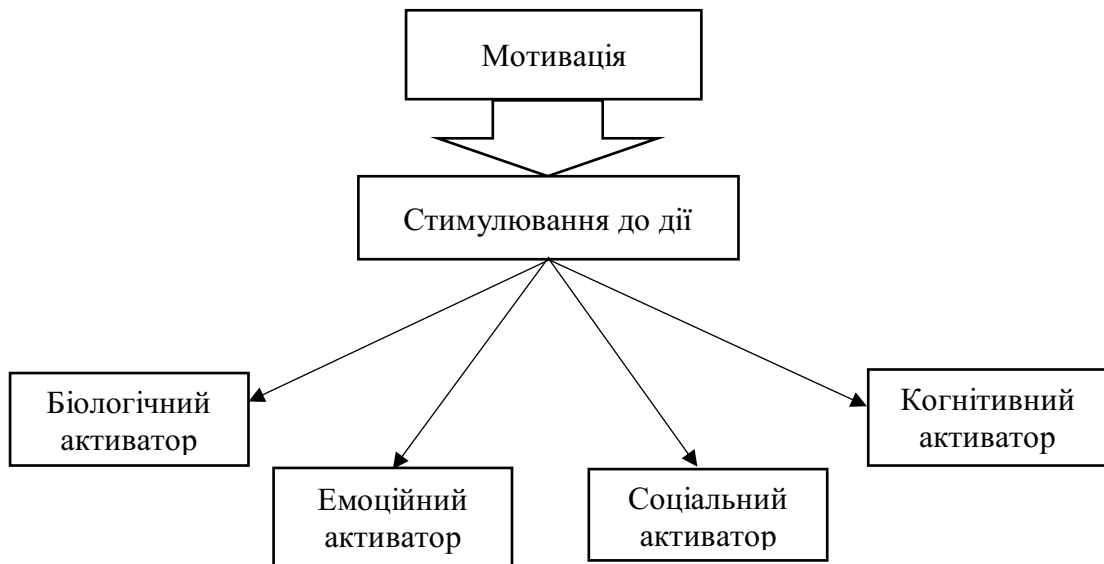 Мотивація
Стимулювання до дії
Біологічний
активатор
Емоційний
активатор
Соціальний
активатор
Когнітивний
активатор